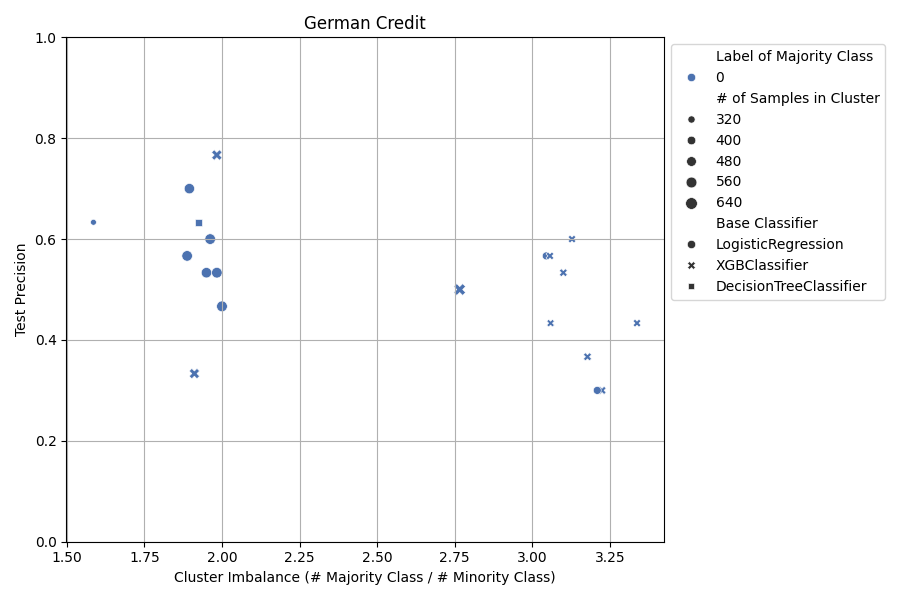 German Credit
Label of Majority Class
0
# of Samples in Cluster
320
400
480
560
640
Base Classifier
LogisticRegression
XGBClassifier
DecisionTreeClassifier
Test Precision
1.0
0.8
0.6
0.4
0.2
0.0
1.50 1.75 2.00 2.25 2.50 2.75 3.00 3.25
Cluster Imbalance (# Majority Class / # Minority Class)